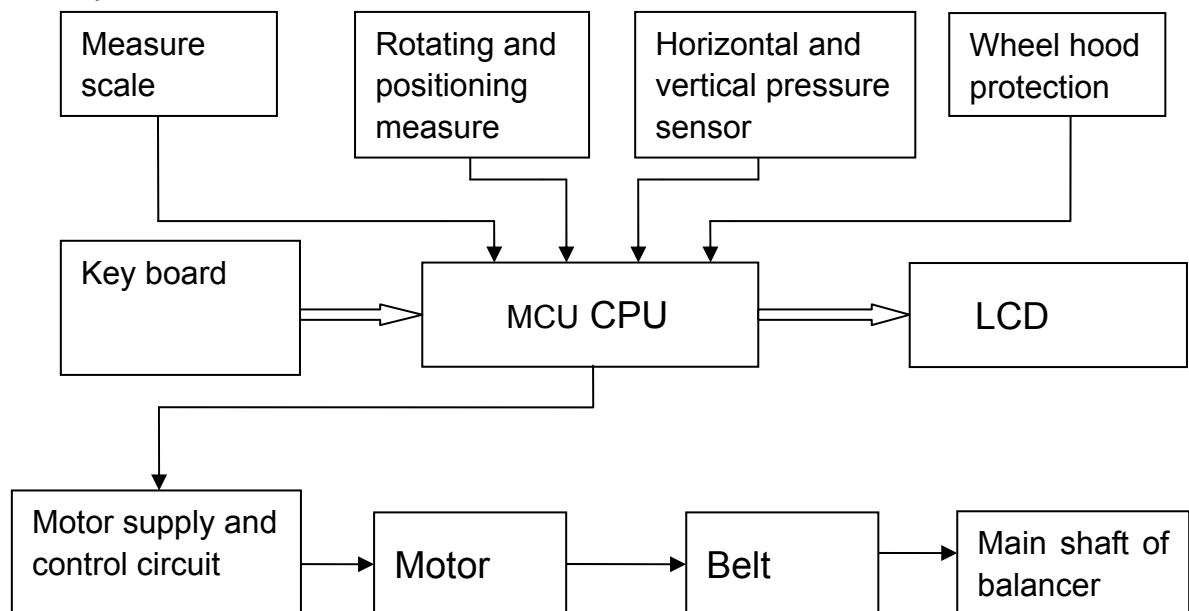 Measure
scale
Rotating and
positioning
measure
Horizontal and
vertical pressure
sensor
Wheel hood
protection
Key board
MCU CPU
LCD
Motor supply and
control circuit
Motor
Belt
Main shaft of
balancer